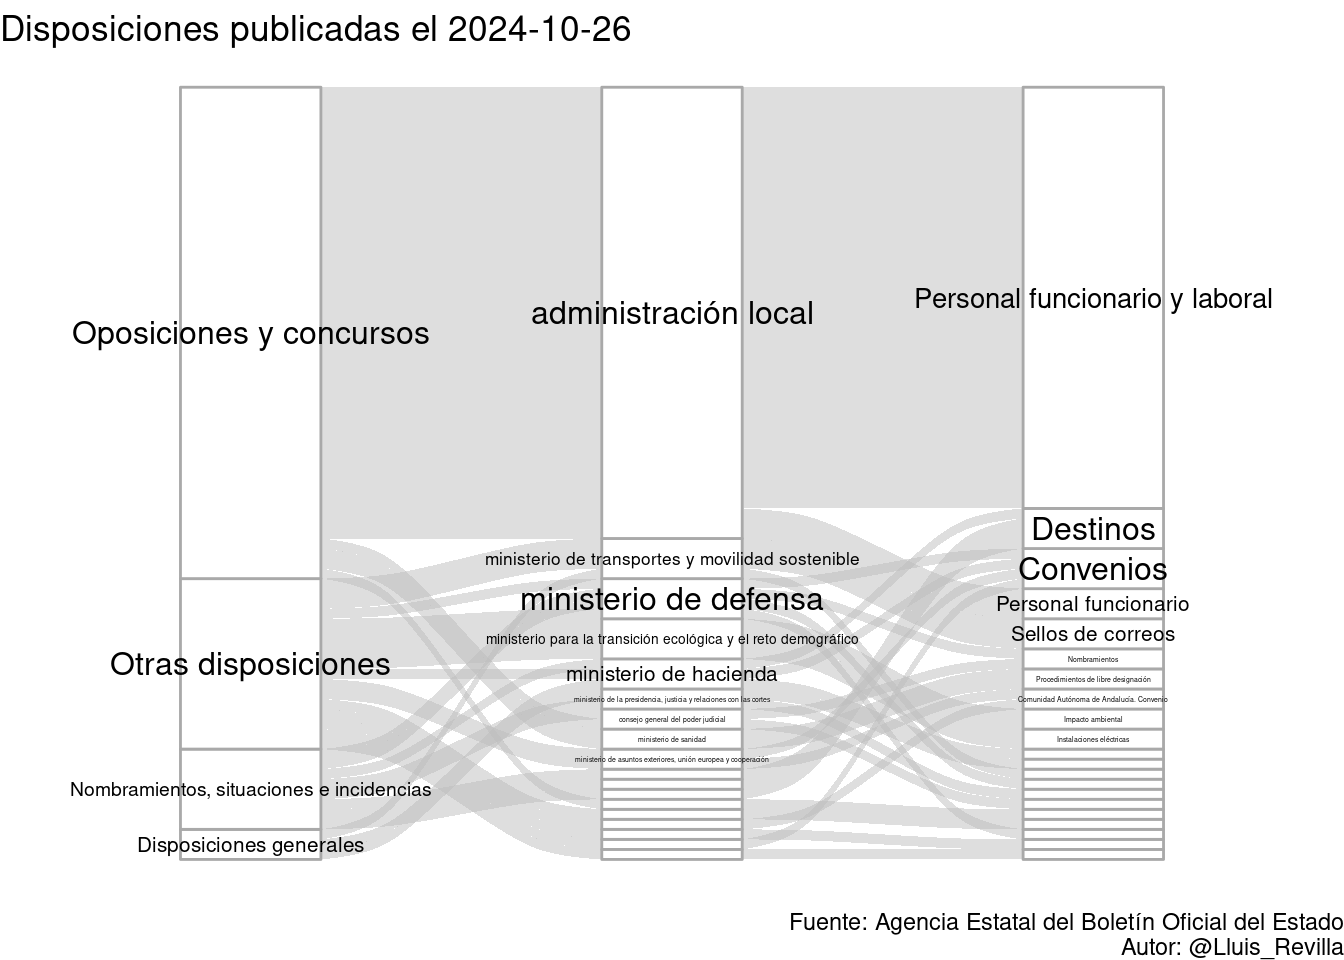 Disposiciones publicadas el 2024-10-26
Oposiciones y concursos
Otras disposiciones
Nombramientos, situaciones e incidencias
Disposiciones generales
administración local
ministerio de transportes y movilidad sostenible
ministerio de defensa
ministerio para la transición ecológica y el reto demográfico
ministerio de hacienda
ministerio de la presidencia, justicia y relaciones con las cortes
consejo general del poder judicial
ministerio de sanidad
ministerio de asuntos exteriores, unión europea y cooperación
Personal funcionario y laboral
Destinos
Convenios
Personal funcionario
Sellos de correos
Nombramientos
Procedimientos de libre designación
Comunidad Autónoma de Andalucía. Convenio
Impacto ambiental
Instalaciones eléctricas
Fuente: Agencia Estatal del Boletín Oficial del Estado
Autor: @Lluis_Revilla